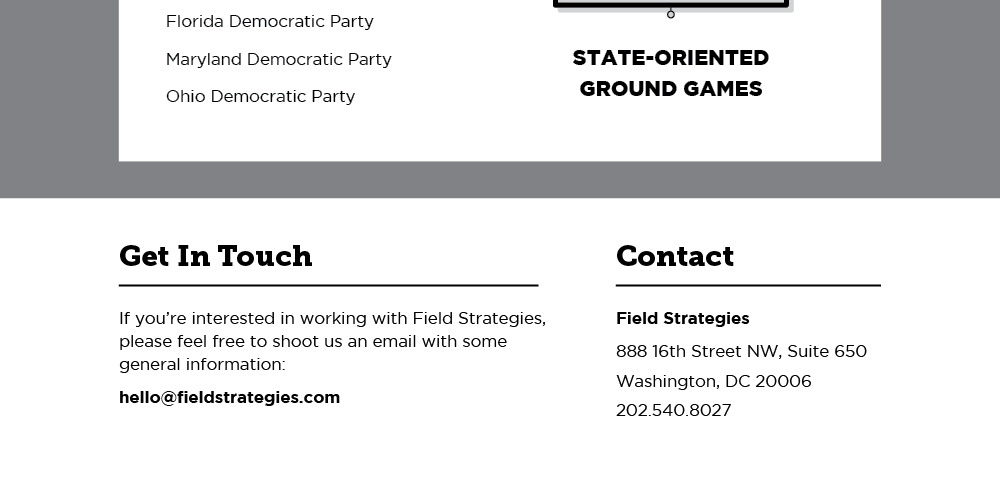 Florida Democratic Party
Maryland Democratic Party
Ohio Democratic Party
STATE-ORIENTED
GROUND GAMES
Get In Touch
If you’re interested in working with Field Strategies,
please feel free to shoot us an email with some
general information:
hello@fieldstrategies.com
Contact
Field Strategies
888 16th Street NW, Suite 650
Washington, DC 20006
202.540.8027